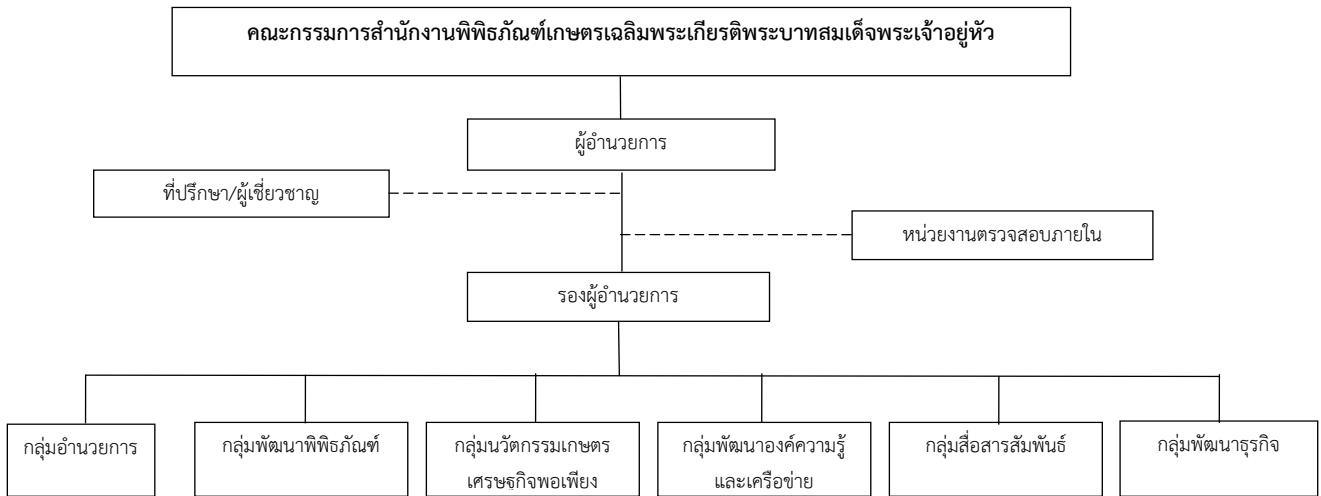 คณะกรรมการสำนักงานพิพิธภัณฑ์เกษตรเฉลิมพระเกียรติพระบาทสมเด็จพระเจ้าอยู่หัว
ผู้อำนวยการ
ที่ปรึกษา/ผู้เชี่ยวชาญ
หน่วยงานตรวจสอบภายใน
รองผู้อำนวยการ
กลุ่มอำนวยการ
กลุ่มพัฒนาพิพิธภัณฑ์
กลุ่มนวัตกรรมเกษตร
เศรษฐกิจพอเพียง
กลุ่มพัฒนาองค์ความรู้
และเครือข่าย
กลุ่มสื่อสารสัมพันธ์
กลุ่มพัฒนาธุรกิจ